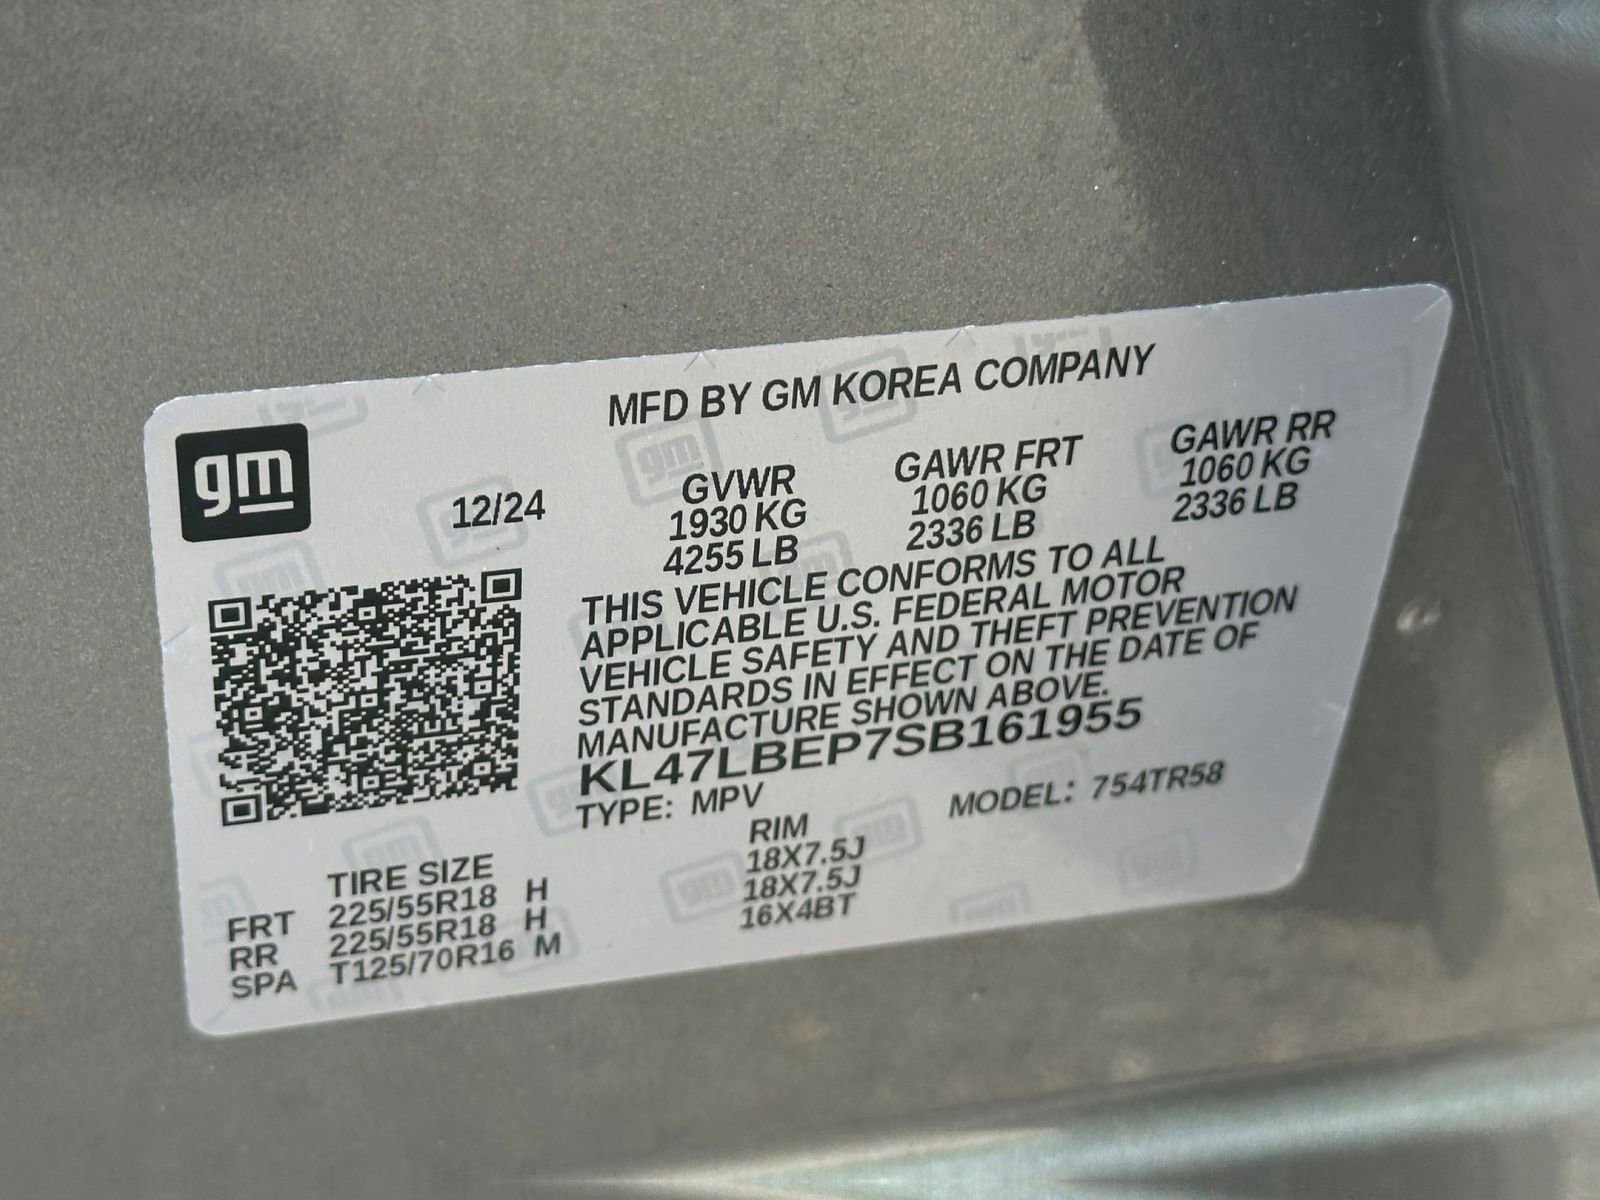 MFD BY GM KOREA COMPANY
gm
12/24
GVWR GAWR FRT GAWR RR
1930 KG 1060 KG 1060 KG
4255 LB 2336 LB 2336 LB
THIS VEHICLE CONFORMS TO ALL
APPLICABLE U.S. FEDERAL MOTOR
VEHICLE SAFETY AND THEFT PREVENTION
STANDARDS IN EFFECT ON THE DATE OF
MANUFACTURE SHOWN ABOVE.
KL47LBEP7SB161955
TYPE: MPV MODEL: 754TR58
TIRE SIZE RIM
FRT 225/55R18 H 18X7.5J
RR 225/55R18 H 18X7.5J
SPA T125/70R16 M 16X4BT